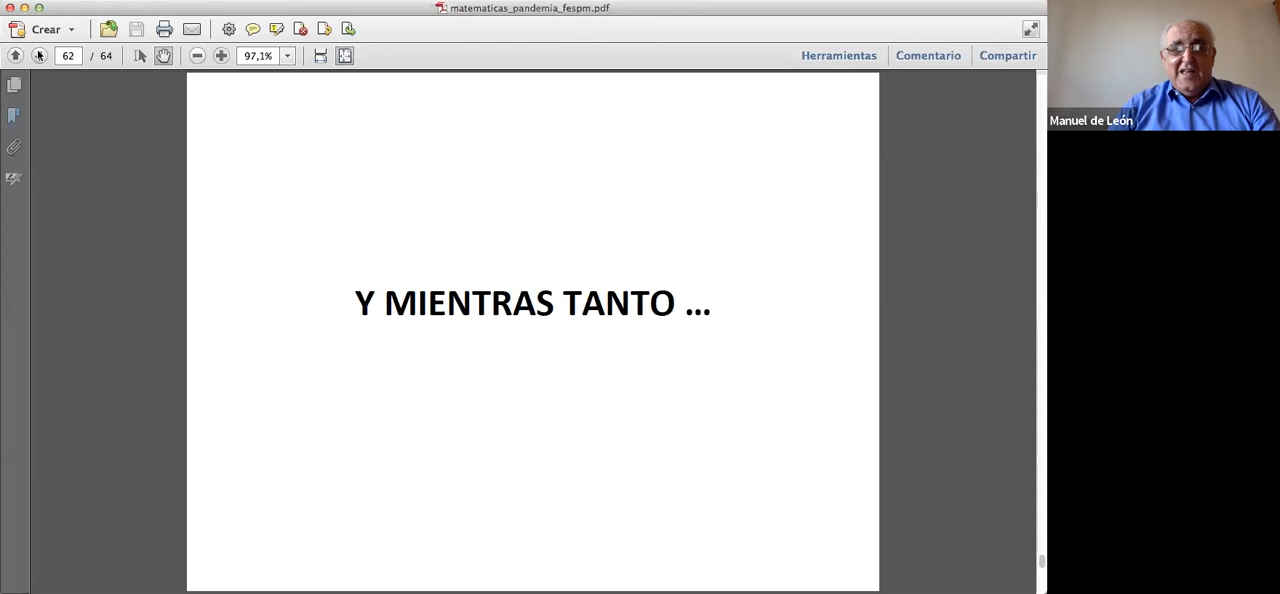 matematicas_pandemia_fespm.pdf
Crear
62 / 64
97,1%
Herramientas
Comentario
Compartir
Manuel de León
Y MIENTRAS TANTO ...